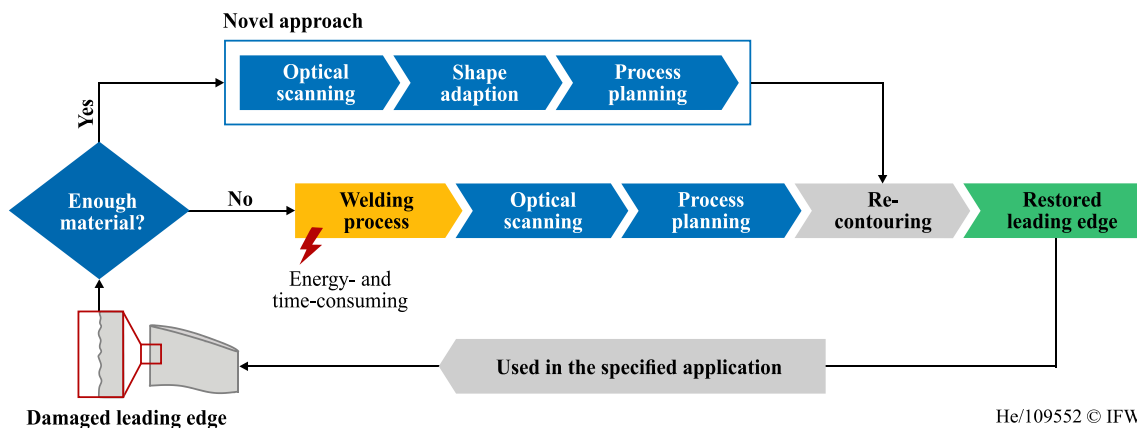 Novel approach
Optical
scanning
Shape
adaption
Process
planning
Yes
Enough
material?
No
Welding
process
Optical
scanning
Process
planning
Re-
contouring
Restored
leading edge
Energy- and
time-consuming
Used in the specified application
Damaged leading edge
He/109552 © IFW